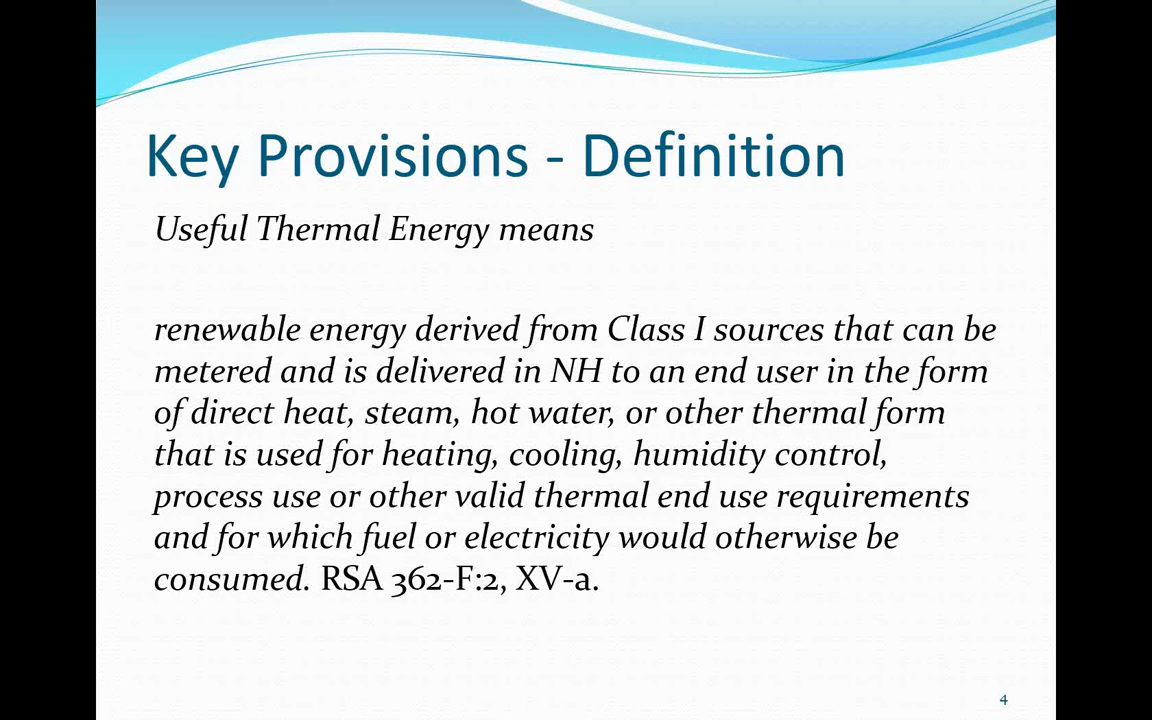 Key Provisions - Definition
Useful Thermal Energy means
renewable energy derived from Class I sources that can be
metered and is delivered in NH to an end user in the form
of direct heat, steam, hot water, or other thermal form
that is used for heating, cooling, humidity control,
process use or other valid thermal end use requirements
and for which fuel or electricity would otherwise be
consumed. RSA 362-F:2, XV-a.
4